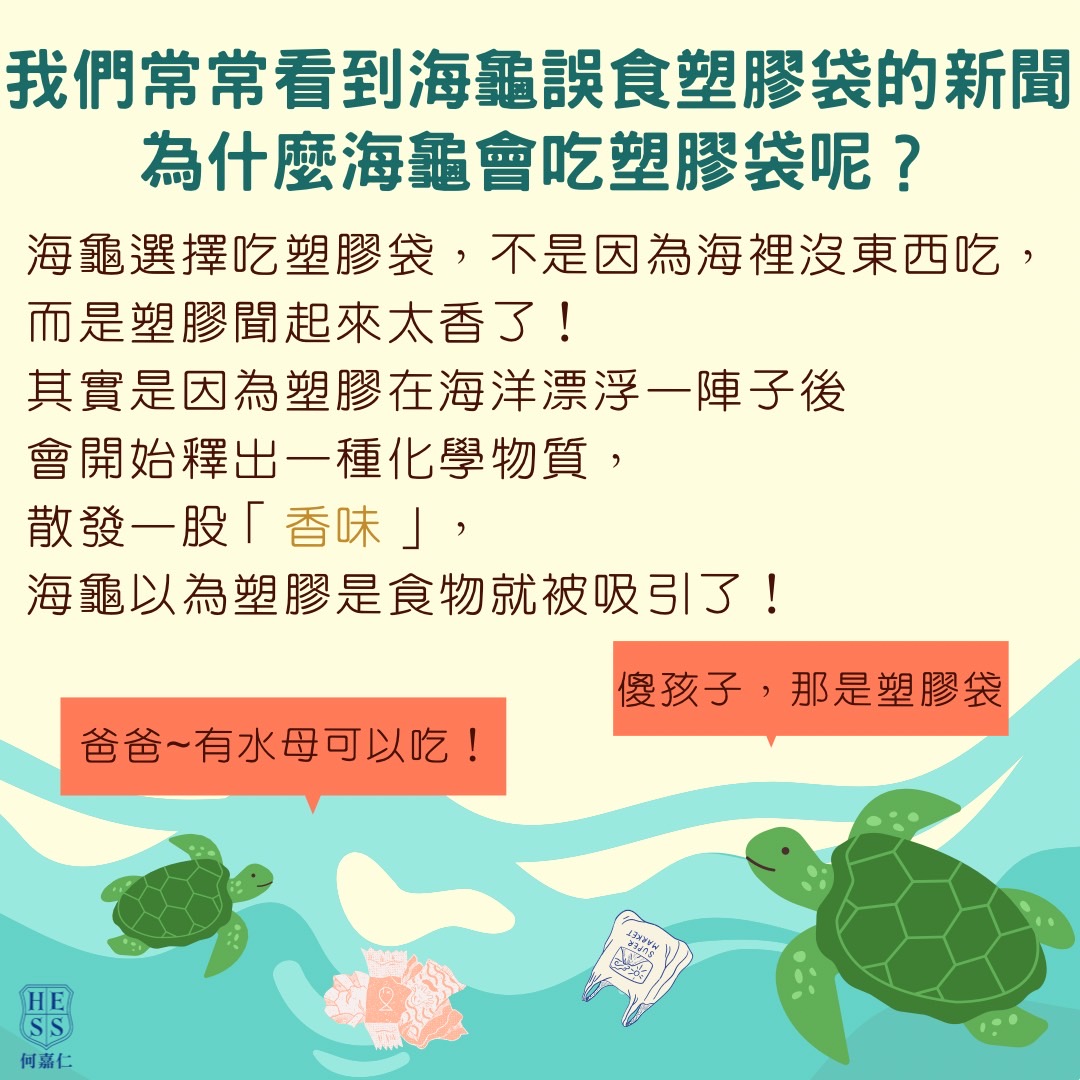 我們常常看到海龜誤食塑膠袋的新聞
為什麼海龜會吃塑膠袋呢？
海龜選擇吃塑膠袋，不是因為海裡沒東西吃，
而是塑膠聞起來太香了！
其實是因為塑膠在海洋漂浮一陣子後
會開始釋出一種化學物質，
散發一股「香味」，
海龜以為塑膠是食物就被吸引了！
傻孩子，那是塑膠袋
爸爸~有水母可以吃！
SUPER
MARKET
HE
SS
何嘉仁